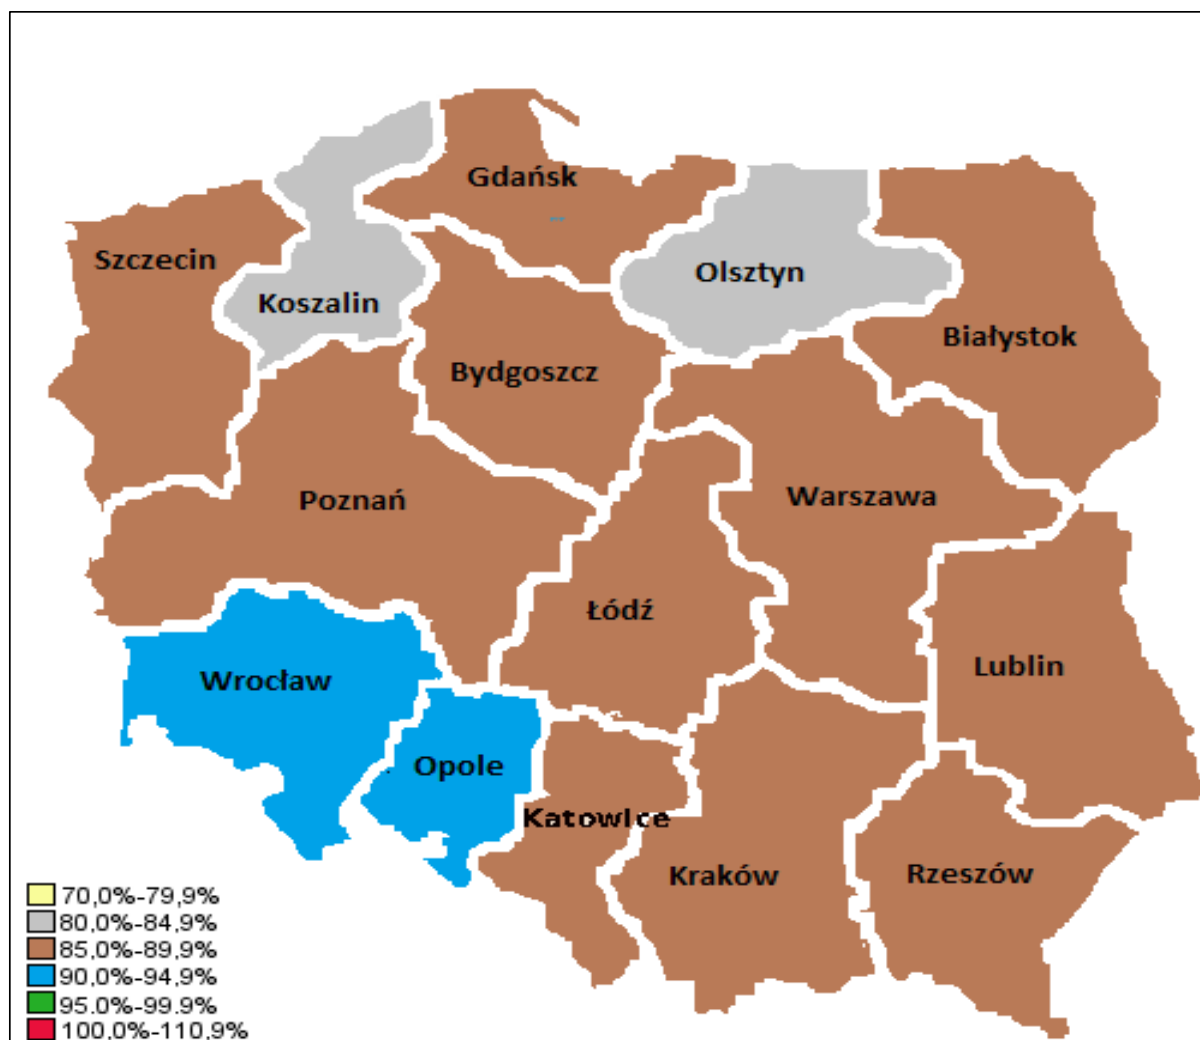 Gdańsk
Szczecin
Olsztyn
Koszalin
Białystok
Bydgoszcz
Warszawa
Poznań
Łódź
Lublin
Wrocław
Opole
Katowice
Kraków
Rzeszów
70,0%-79,9%
80,0%-84,9%
85,0%-89,9%
90,0%-94,9%
95.0%-99.9%
100,0%-110,9%